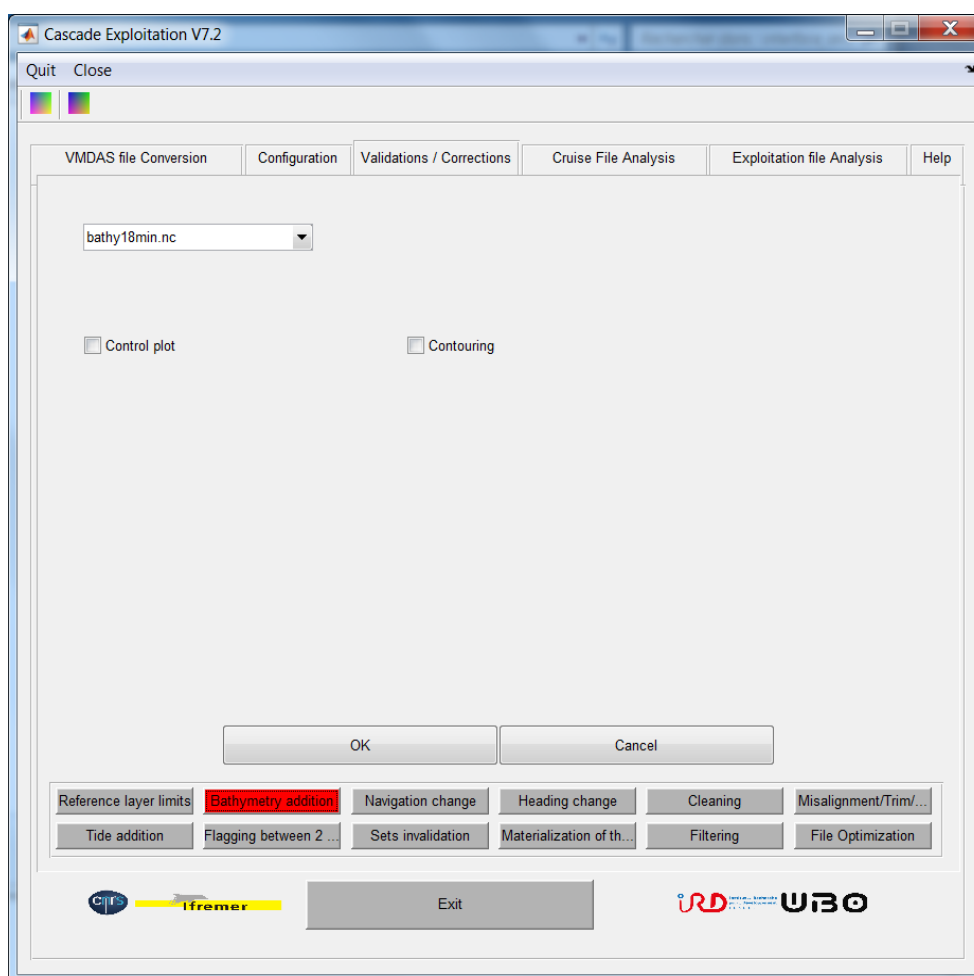 Cascade Exploitation V7.2
Quit Close
VMDAS file Conversion Configuration Validations / Corrections Cruise File Analysis Exploitation file Analysis Help
bathy18min.nc
Control plot Contouring
OK Cancel
Reference layer limits Bathymetry addition Navigation change Heading change Cleaning Misalignment/Trim/...
Tide addition Flagging between 2 ... Sets invalidation Materialization of th... Filtering File Optimization
cnrs Ifremer Exit IRD UBO